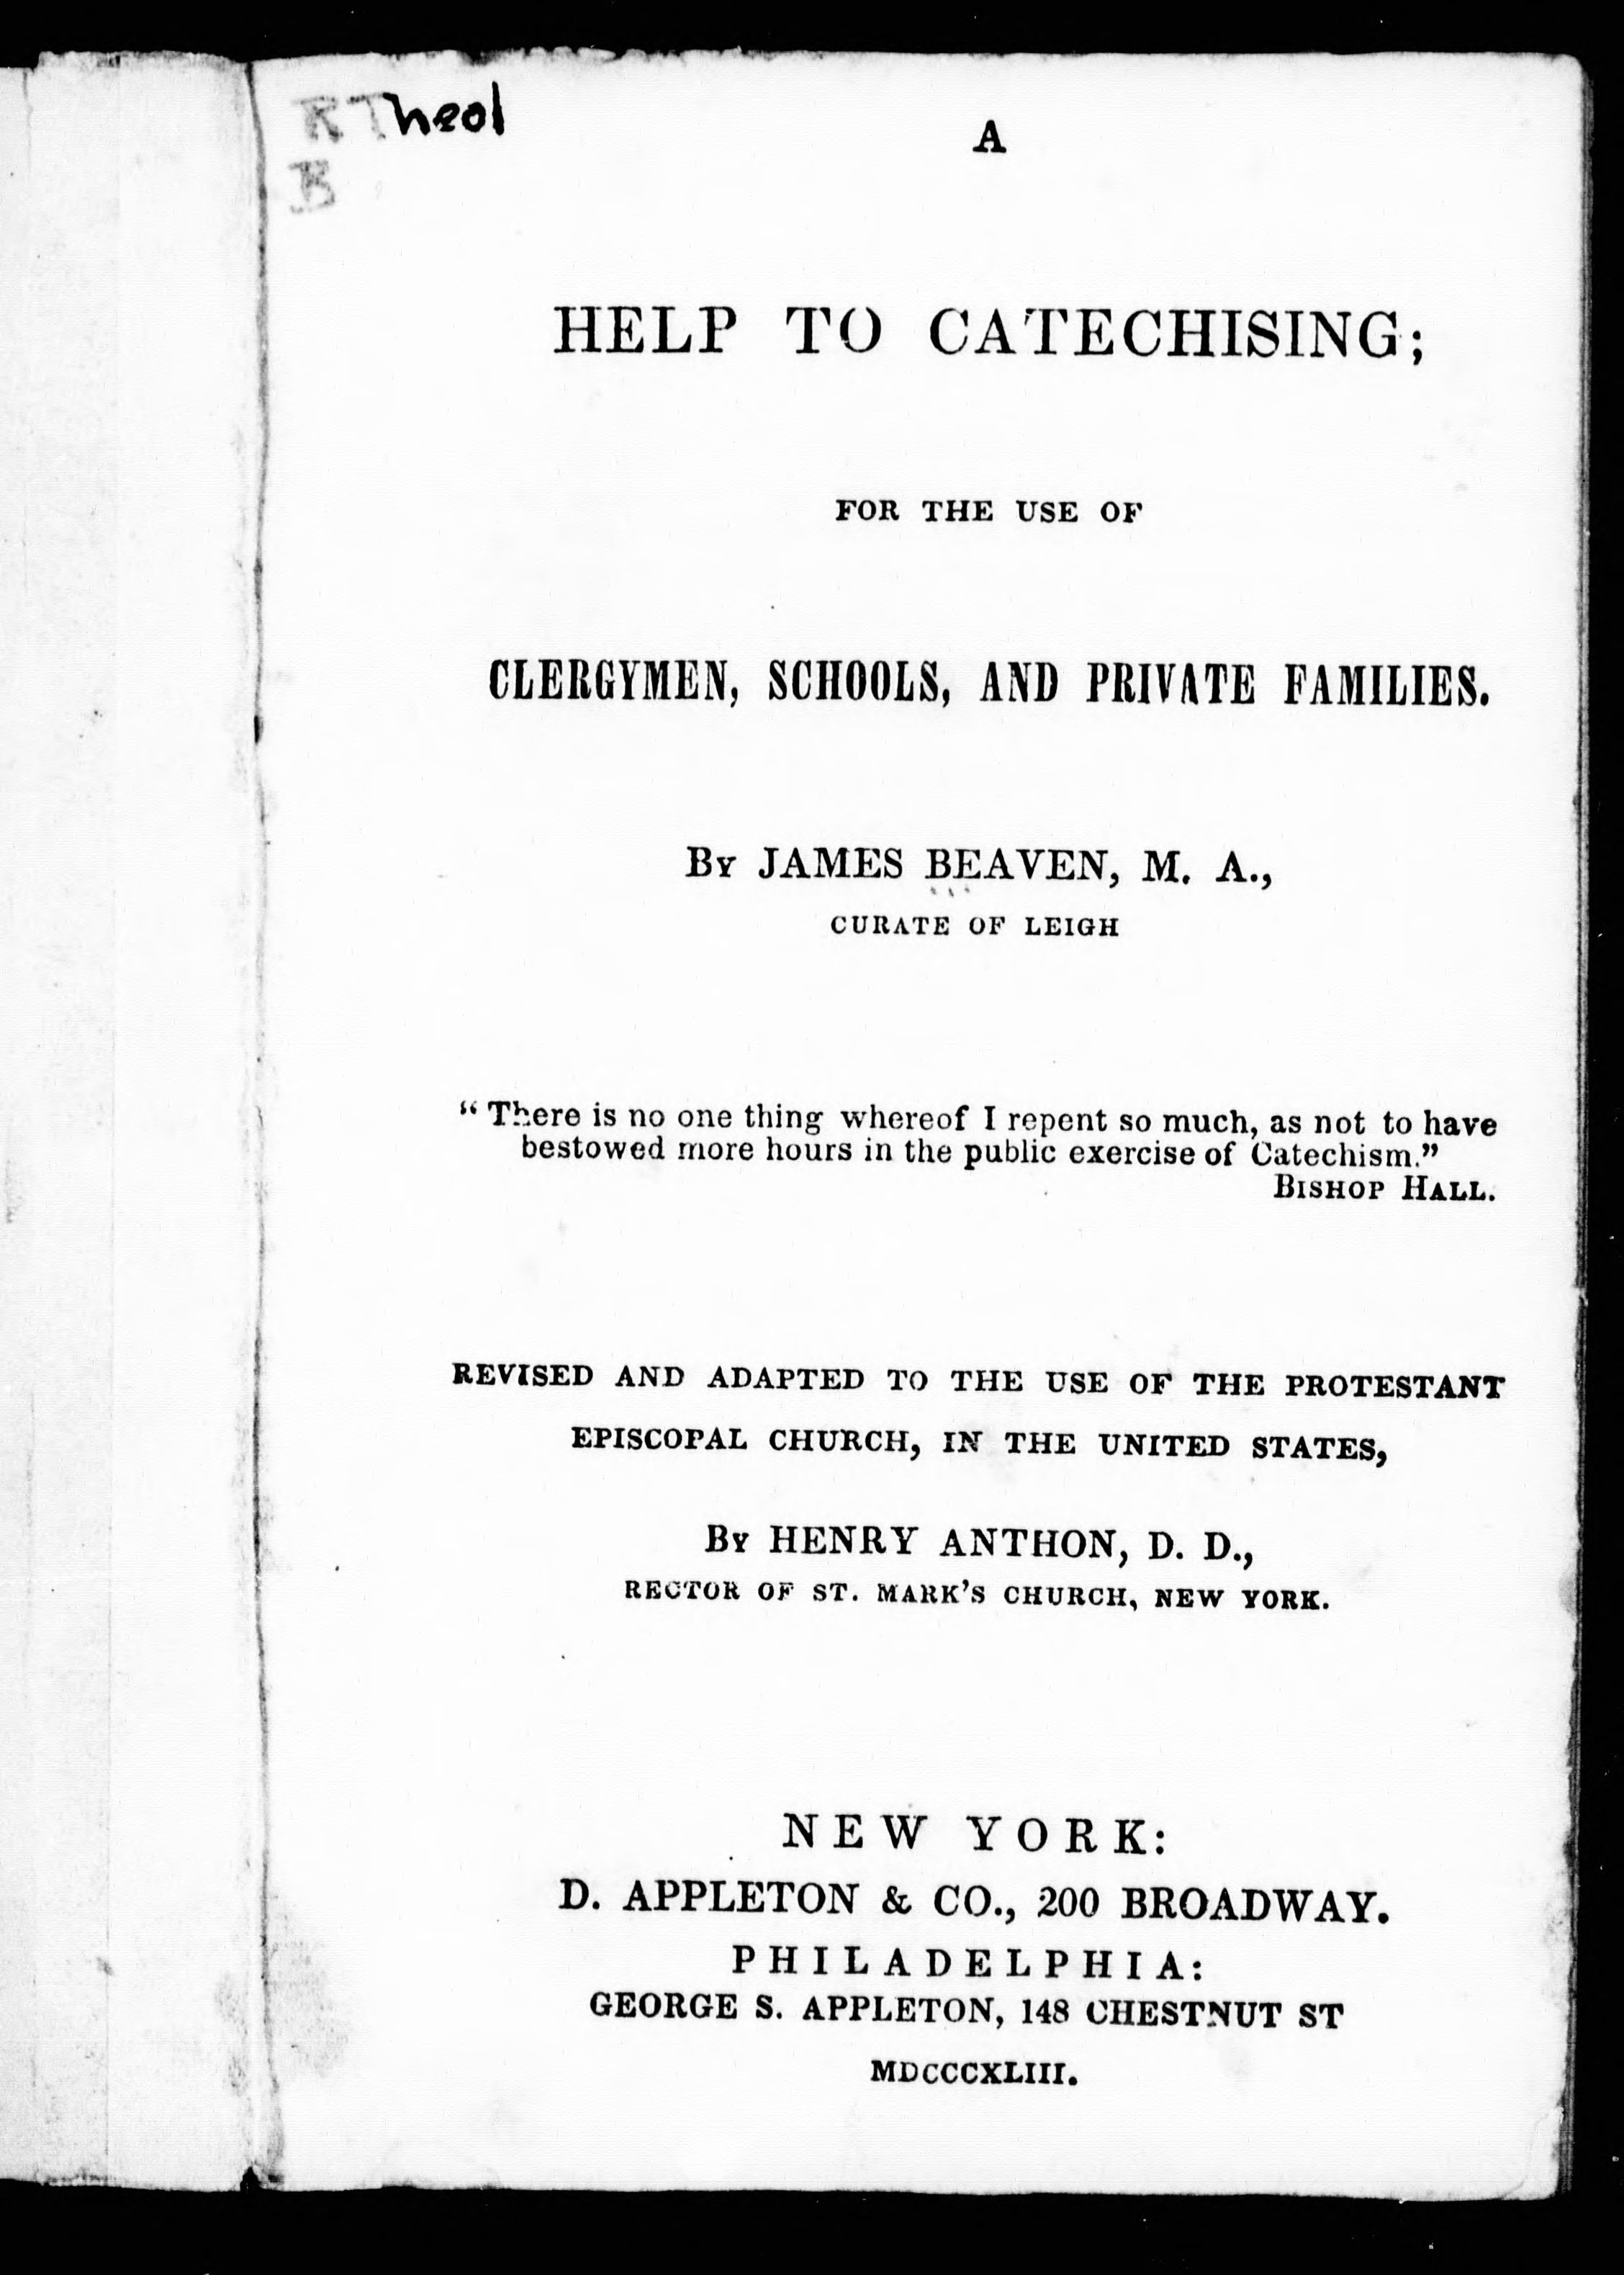 R Theol
B
A
HELP TO CATECHISING;
FOR THE USE OF
CLERGYMEN, SCHOOLS, AND PRIVATE FAMILIES.
BY JAMES BEAVEN, M. A.,
CURATE OF LEIGH
“There is no one thing whereof I repent so much, as not to have
bestowed more hours in the public exercise of Catechism.”
BISHOP HALL.
REVISED AND ADAPTED TO THE USE OF THE PROTESTANT
EPISCOPAL CHURCH, IN THE UNITED STATES,
BY HENRY ANTHON, D. D.,
RECTOR OF ST. MARK'S CHURCH, NEW YORK.
NEW YORK:
D. APPLETON & CO., 200 BROADWAY.
PHILADELPHIA:
GEORGE S. APPLETON, 148 CHESTNUT ST
MDCCCXLIII.